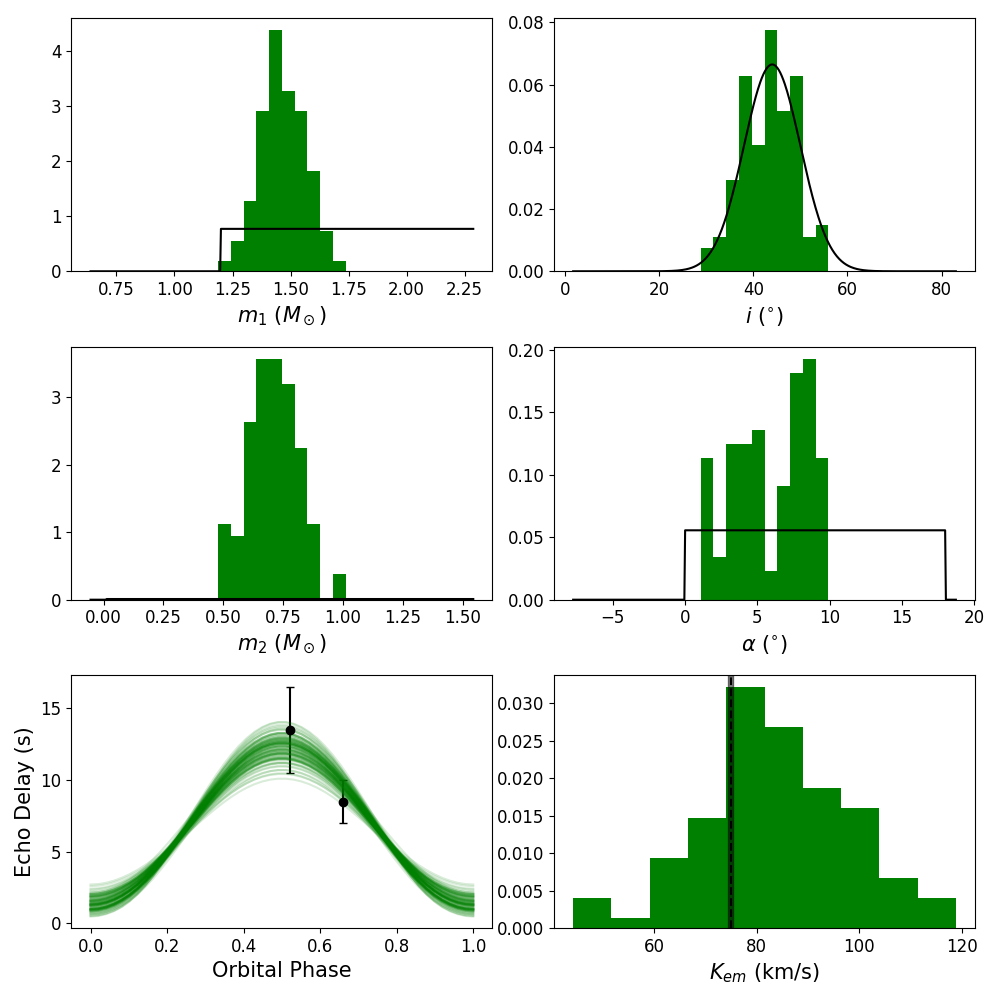 4
3
2
1
0
0.75 1.00 1.25 1.50 1.75 2.00 2.25
m₁ (M⊙)
0.08
0.06
0.04
0.02
0.00
0 20 40 60 80
i (°)
3
2
1
0
0.00 0.25 0.50 0.75 1.00 1.25 1.50
m₂ (M⊙)
0.20
0.15
0.10
0.05
0.00
−5 0 5 10 15 20
α (°)
15
10
5
0
Echo Delay (s)
0.0 0.2 0.4 0.6 0.8 1.0
Orbital Phase
0.030
0.025
0.020
0.015
0.010
0.005
0.000
60 80 100 120
Kₑₘ (km/s)